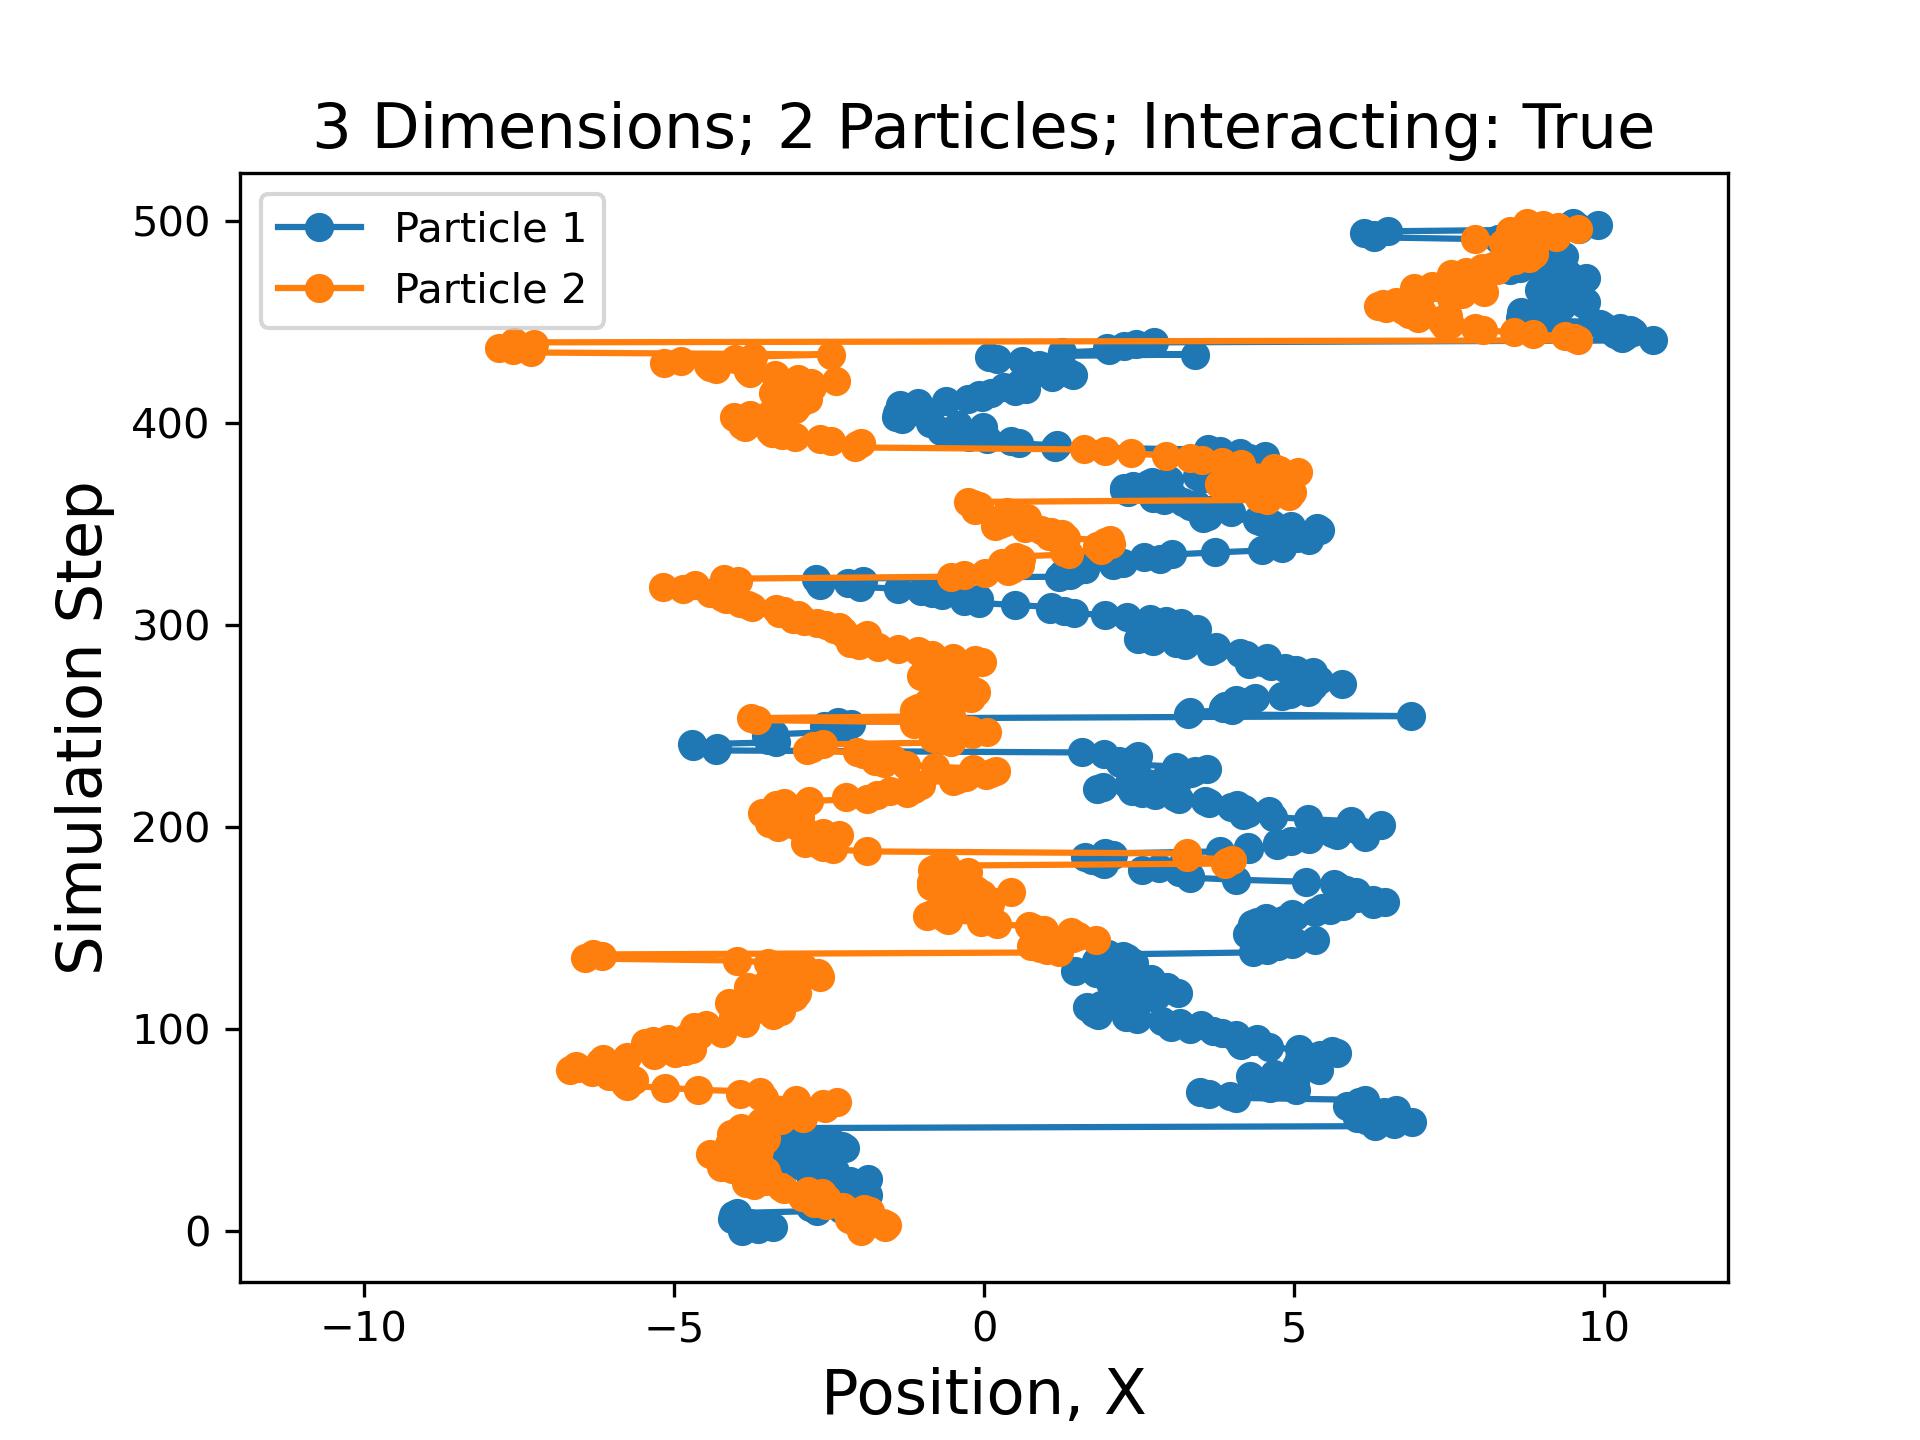 3 Dimensions; 2 Particles; Interacting: True
Particle 1
Particle 2
500
400
300
200
100
0
Simulation Step
−10
−5
0
5
10
Position, X